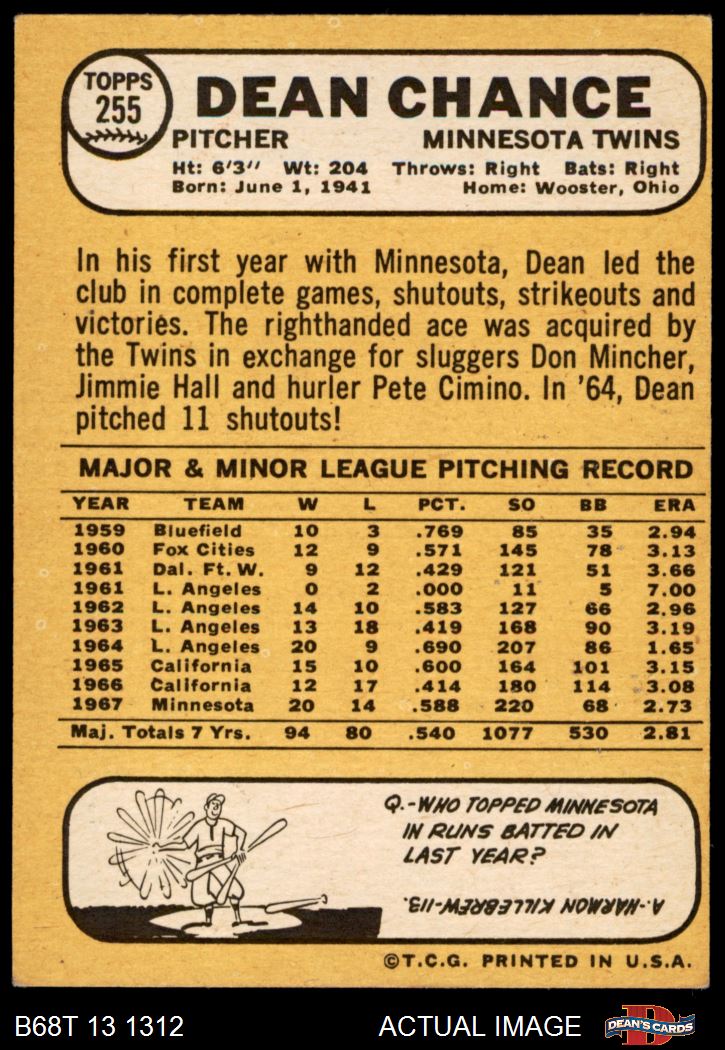 TOPPS
255
DEAN CHANCE
PITCHER MINNESOTA TWINS
Ht: 6'3" Wt: 204 Throws: Right Bats: Right
Born: June 1, 1941 Home: Wooster, Ohio
In his first year with Minnesota, Dean led the
club in complete games, shutouts, strikeouts and
victories. The righthanded ace was acquired by
the Twins in exchange for sluggers Don Mincher,
Jimmie Hall and hurler Pete Cimino. In '64, Dean
pitched 11 shutouts!
MAJOR & MINOR LEAGUE PITCHING RECORD
YEAR TEAM W L PCT. SO BB ERA
1959 Bluefield 10 3 .769 85 35 2.94
1960 Fox Cities 12 9 .571 145 78 3.13
1961 Dal. Ft. W. 9 12 .429 121 51 3.66
1961 L. Angeles 0 2 .000 11 5 7.00
1962 L. Angeles 14 10 .583 127 66 2.96
1963 L. Angeles 13 18 .419 168 90 3.19
1964 L. Angeles 20 9 .690 207 86 1.65
1965 California 15 10 .600 164 101 3.15
1966 California 12 17 .414 180 114 3.08
1967 Minnesota 20 14 .588 220 68 2.73
Maj. Totals 7 Yrs. 94 80 .540 1077 530 2.81
Q.-WHO TOPPED MINNESOTA
IN RUNS BATTED IN
LAST YEAR?
A.-HARMON KILLEBREW-113.
©T.C.G. PRINTED IN U.S.A.
B68T 13 1312 ACTUAL IMAGE
D
DEAN'S CARDS